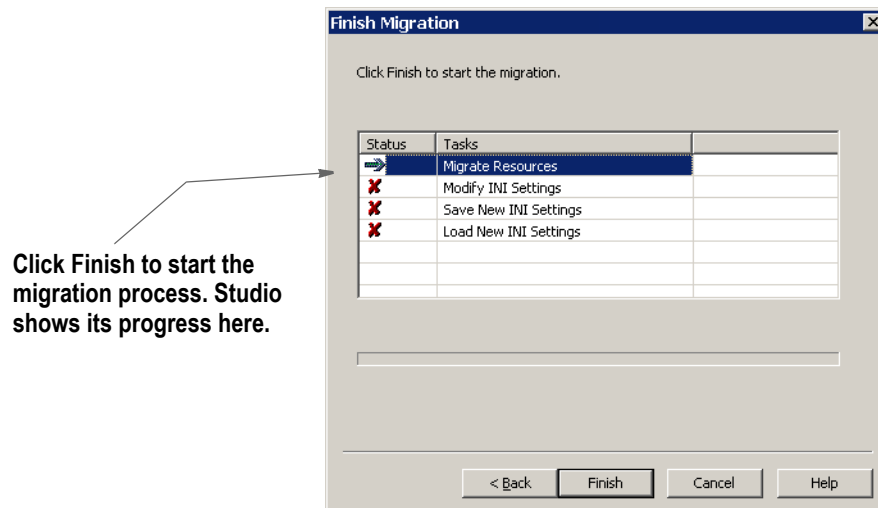 Finish Migration
Click Finish to start the migration.
Status Tasks
Migrate Resources
Modify INI Settings
Save New INI Settings
Load New INI Settings
Click Finish to start the
migration process. Studio
shows its progress here.
< Back Finish Cancel Help